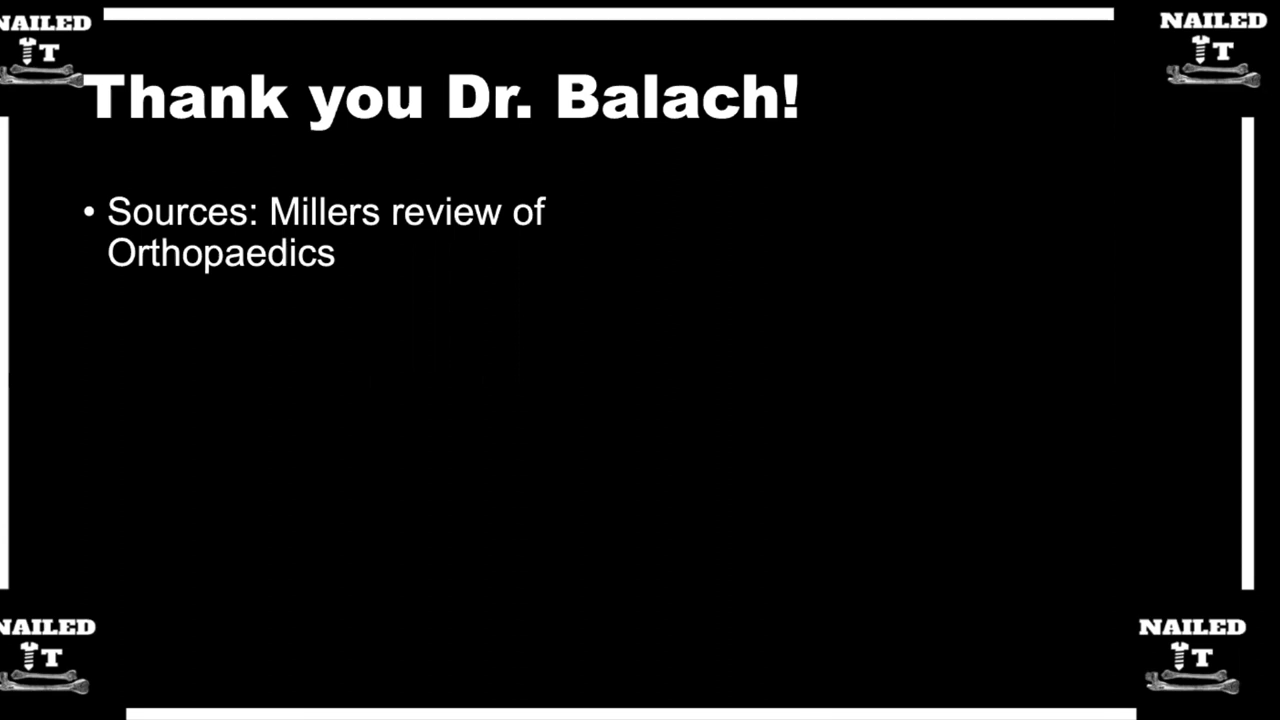 NAILED
IT
NAILED
IT
Thank you Dr. Balach!
• Sources: Millers review of
Orthopaedics
NAILED
IT
NAILED
IT